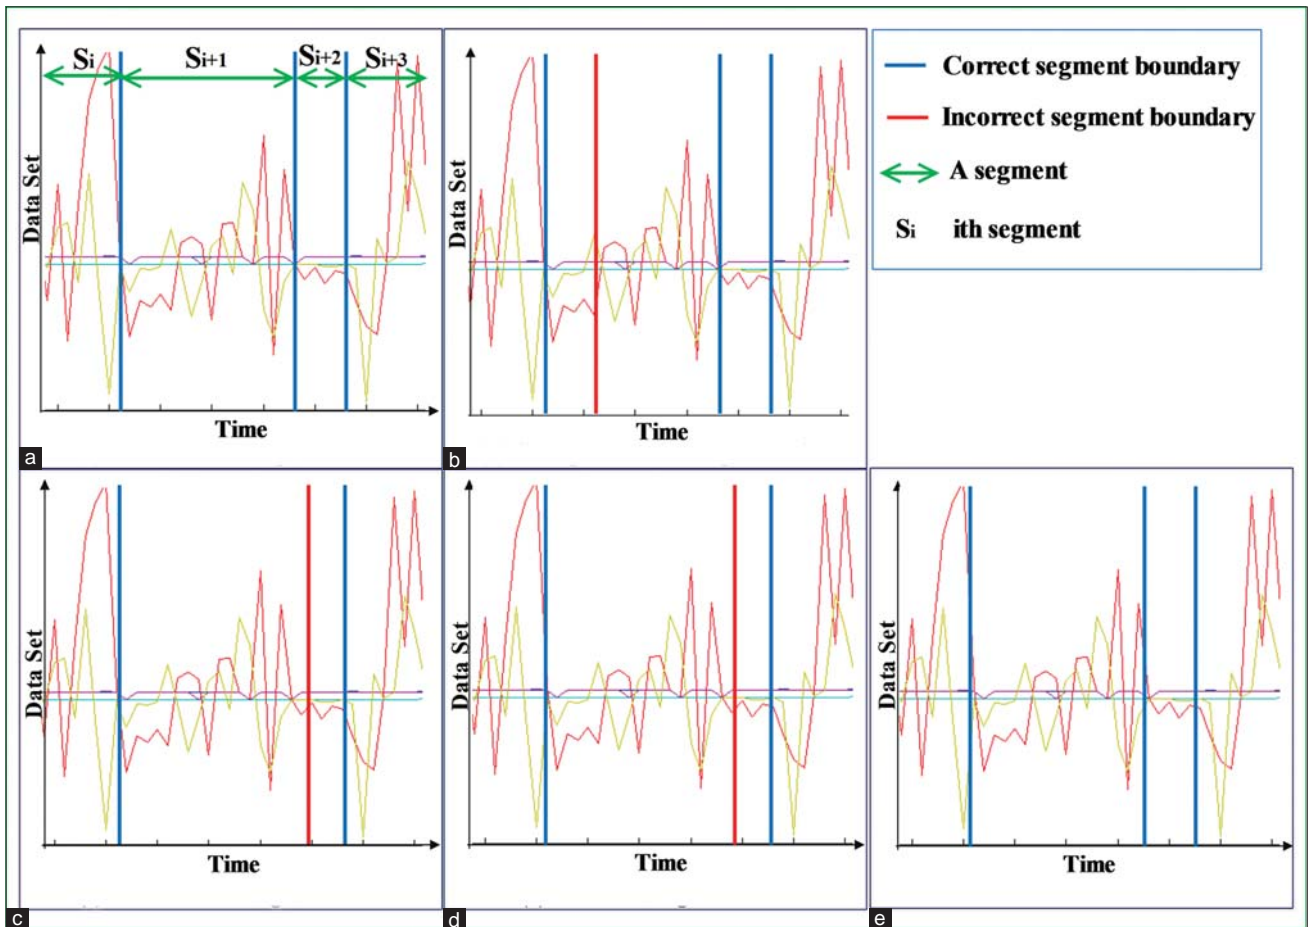 Si Si+1 Si+2 Si+3
Data Set
Time
a
Data Set
Time
b
Correct segment boundary
Incorrect segment boundary
A segment
Si ith segment
Data Set
Time
c
Data Set
Time
d
Data Set
Time
e